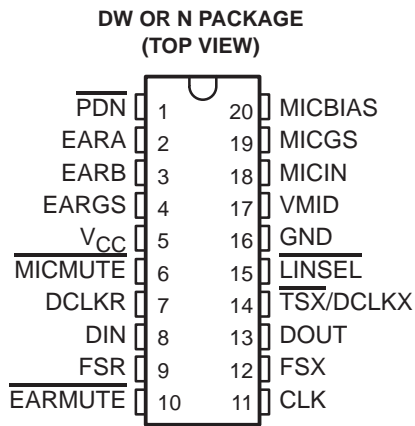 DW OR N PACKAGE
(TOP VIEW)
PDN 1 20 MICBIAS
EARA 2 19 MICGS
EARB 3 18 MICIN
EARGS 4 17 VMID
VCC 5 16 GND
MICMUTE 6 15 LINSEL
DCLKR 7 14 TSX/DCLKX
DIN 8 13 DOUT
FSR 9 12 FSX
EARMUTE 10 11 CLK